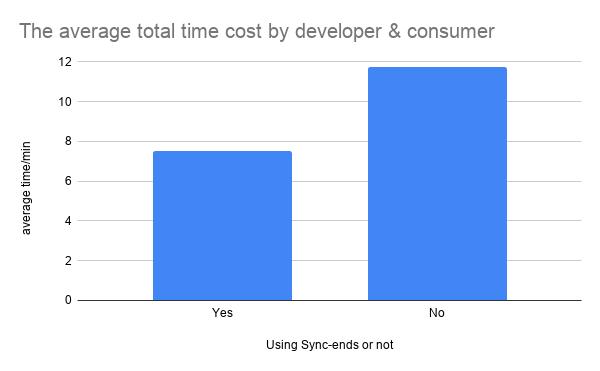 The average total time cost by developer & consumer
average time/min
12
10
8
6
4
2
0
Yes
No
Using Sync-ends or not